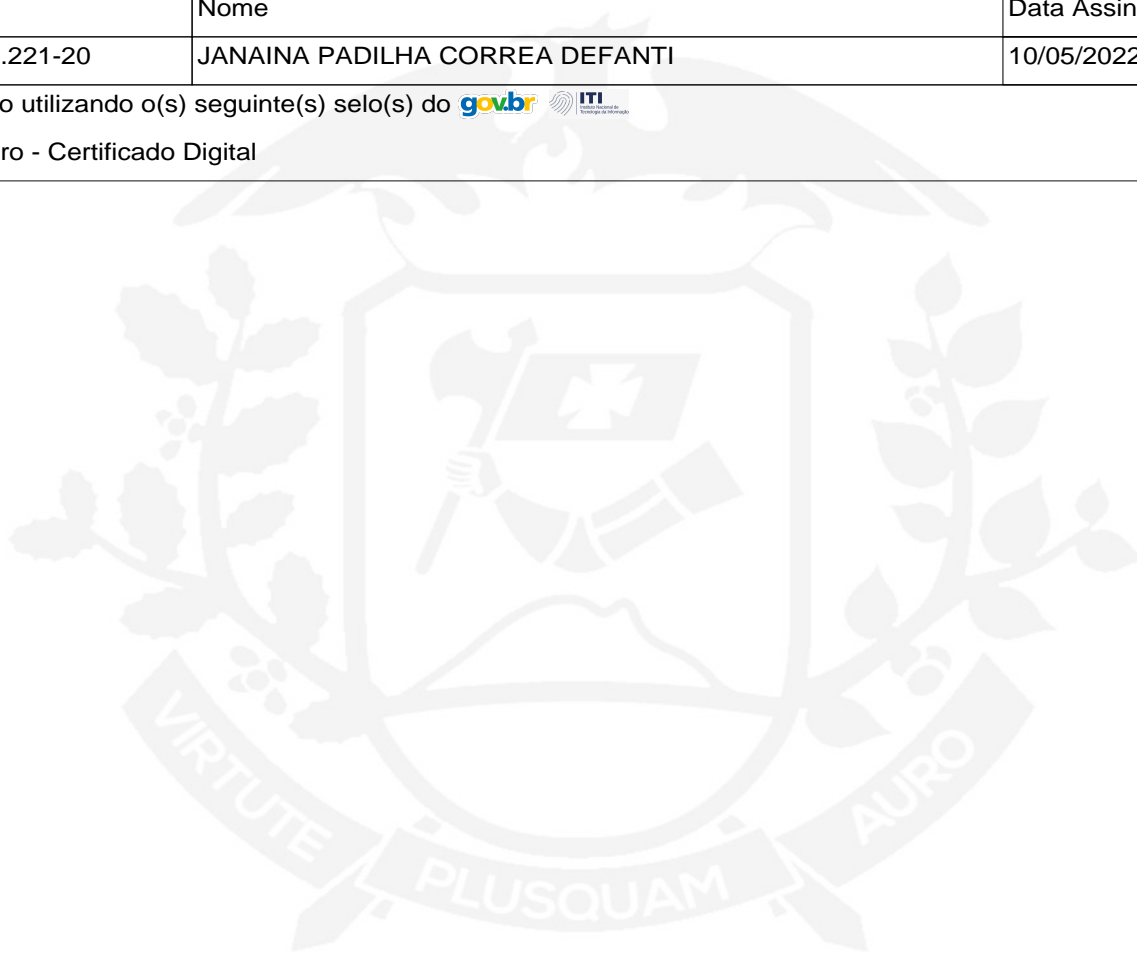 Nome Data Assin
.221-20 JANAINA PADILHA CORREA DEFANTI 10/05/2022
o utilizando o(s) seguinte(s) selo(s) do gov.br ITI
ro - Certificado Digital
VIRTUTE PLUSQUAM AURO